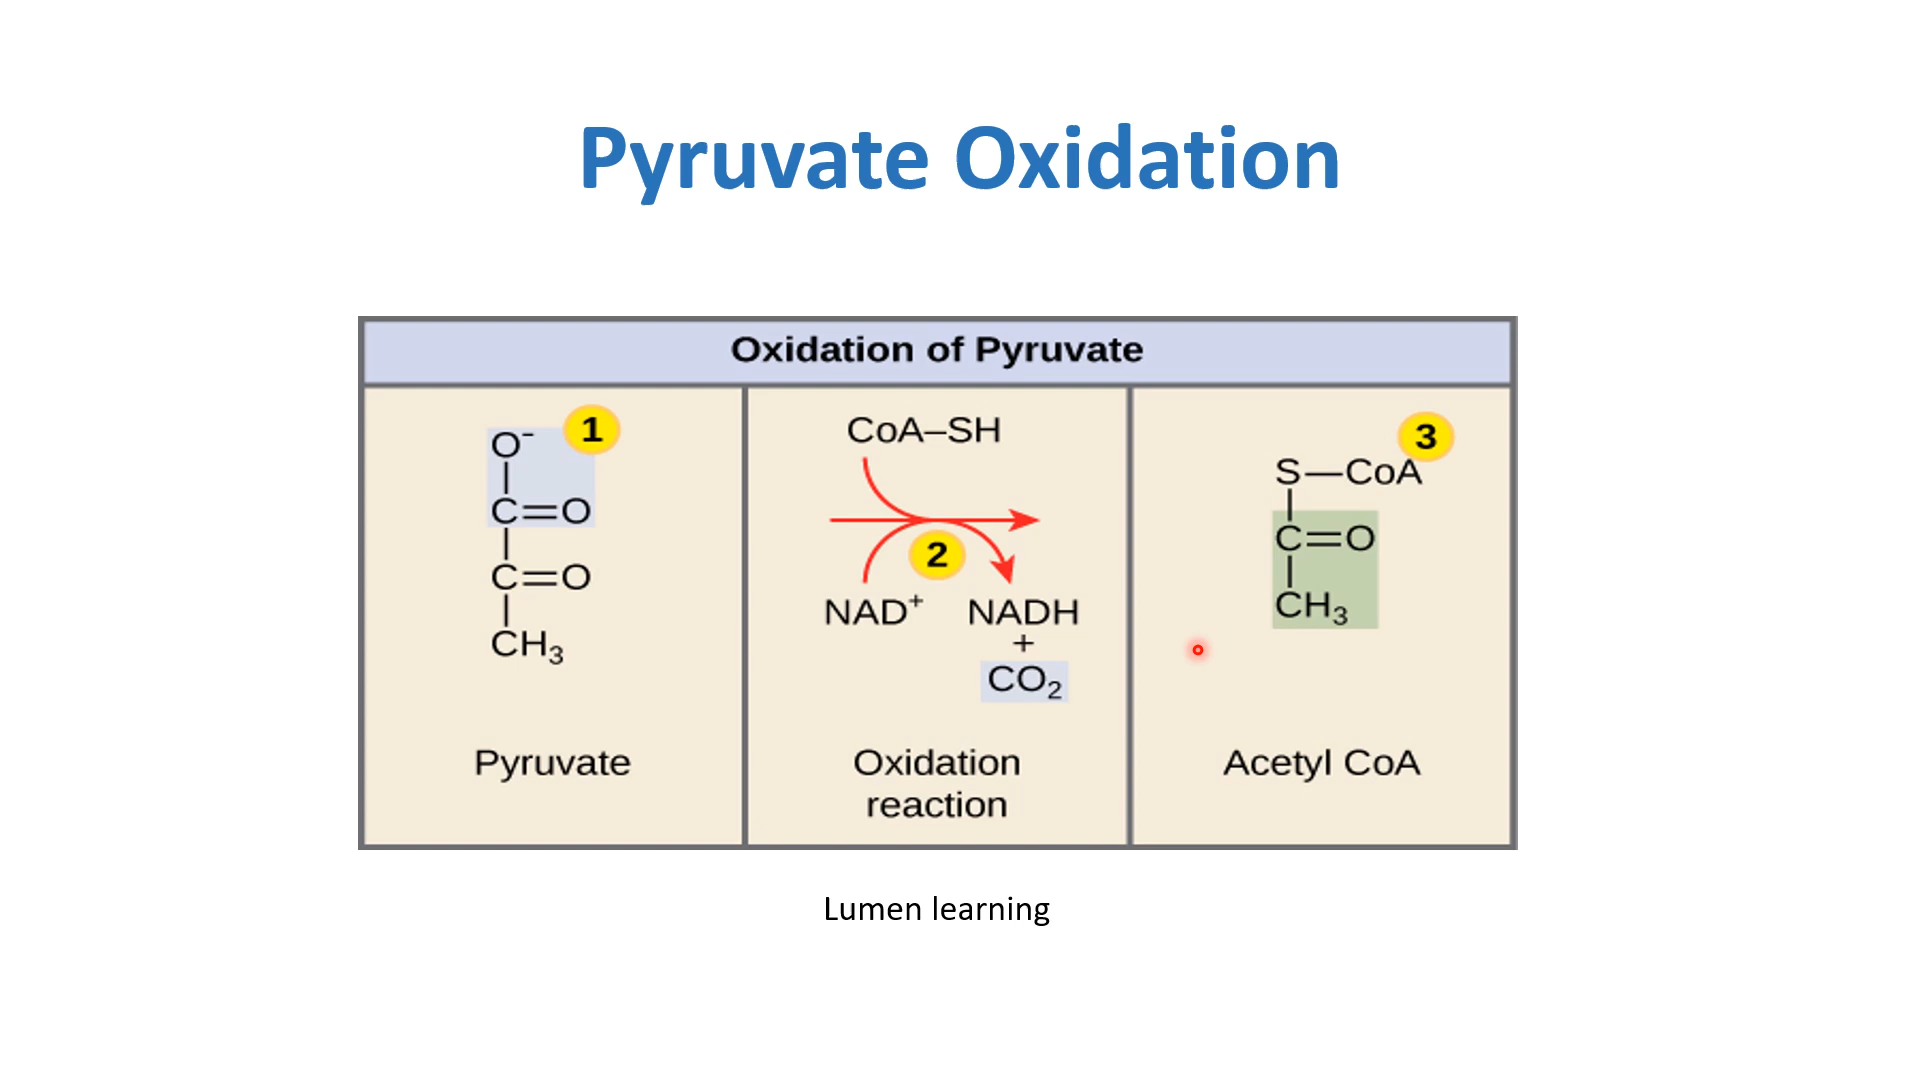 Pyruvate Oxidation
Oxidation of Pyruvate
1
O⁻
C=O
C=O
CH₃
Pyruvate
CoA–SH
2
NAD⁺ NADH
+
CO₂
Oxidation
reaction
3
S—CoA
C=O
CH₃
Acetyl CoA
Lumen learning